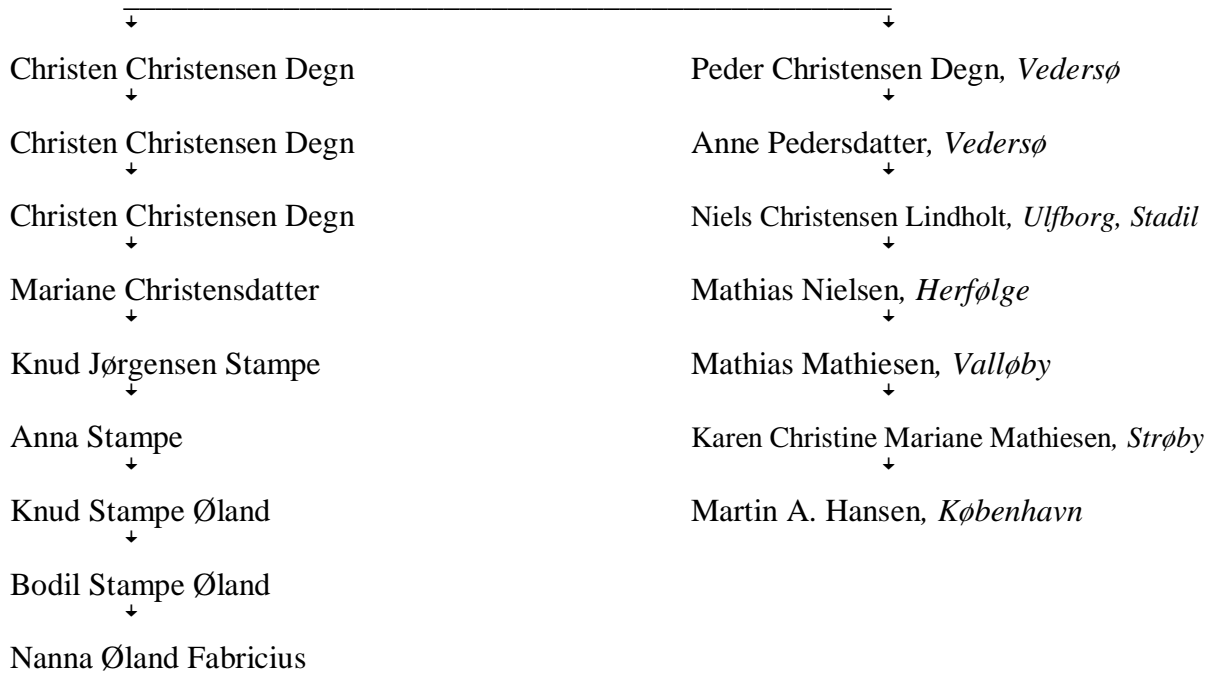 Christen Christensen Degn
Peder Christensen Degn, Vedersø
Christen Christensen Degn
Anne Pedersdatter, Vedersø
Christen Christensen Degn
Niels Christensen Lindholt, Ulfborg, Stadil
Mariane Christensdatter
Mathias Nielsen, Herfølge
Knud Jørgensen Stampe
Mathias Mathiesen, Valløby
Anna Stampe
Karen Christine Mariane Mathiesen, Strøby
Knud Stampe Øland
Martin A. Hansen, København
Bodil Stampe Øland
Nanna Øland Fabricius